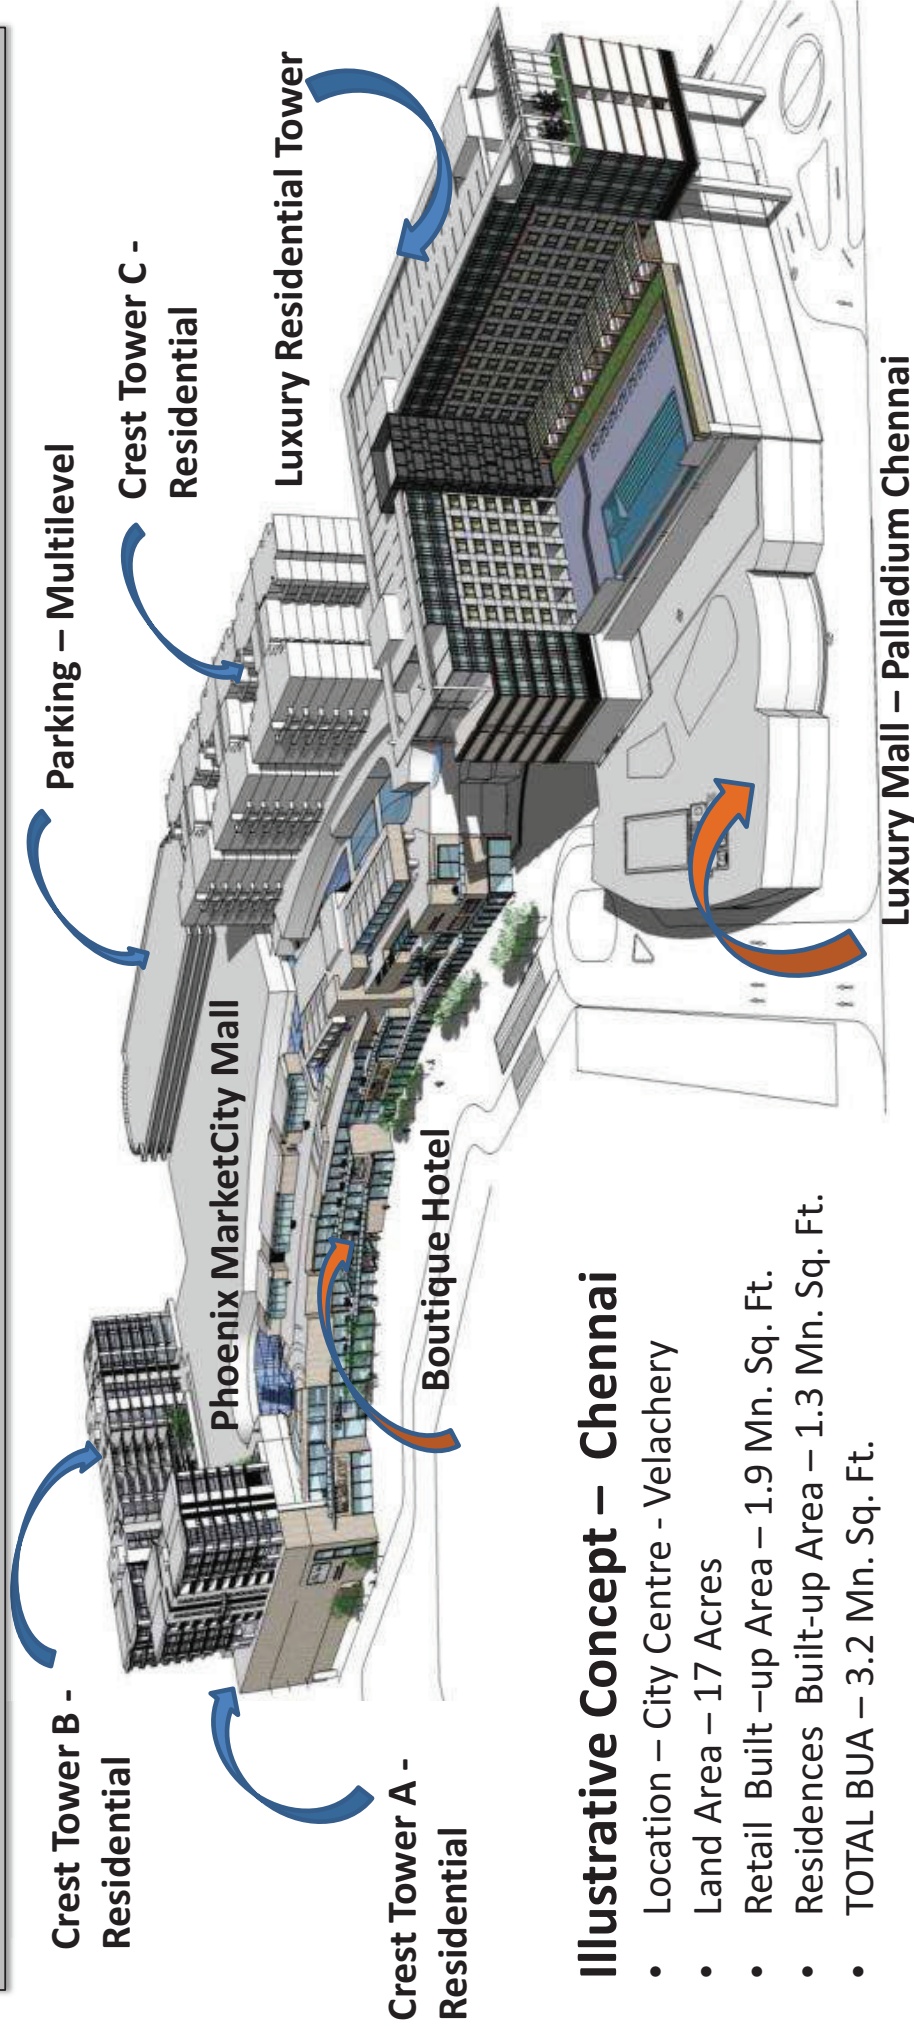 Crest Tower B -
Residential
Parking – Multilevel
Crest Tower C -
Residential
Luxury Residential Tower
Phoenix MarketCity Mall
Crest Tower A -
Residential
Boutique Hotel
Luxury Mall – Palladium Chennai
Illustrative Concept – Chennai
• Location – City Centre - Velachery
• Land Area – 17 Acres
• Retail Built –up Area – 1.9 Mn. Sq. Ft.
• Residences Built-up Area – 1.3 Mn. Sq. Ft.
• TOTAL BUA – 3.2 Mn. Sq. Ft.